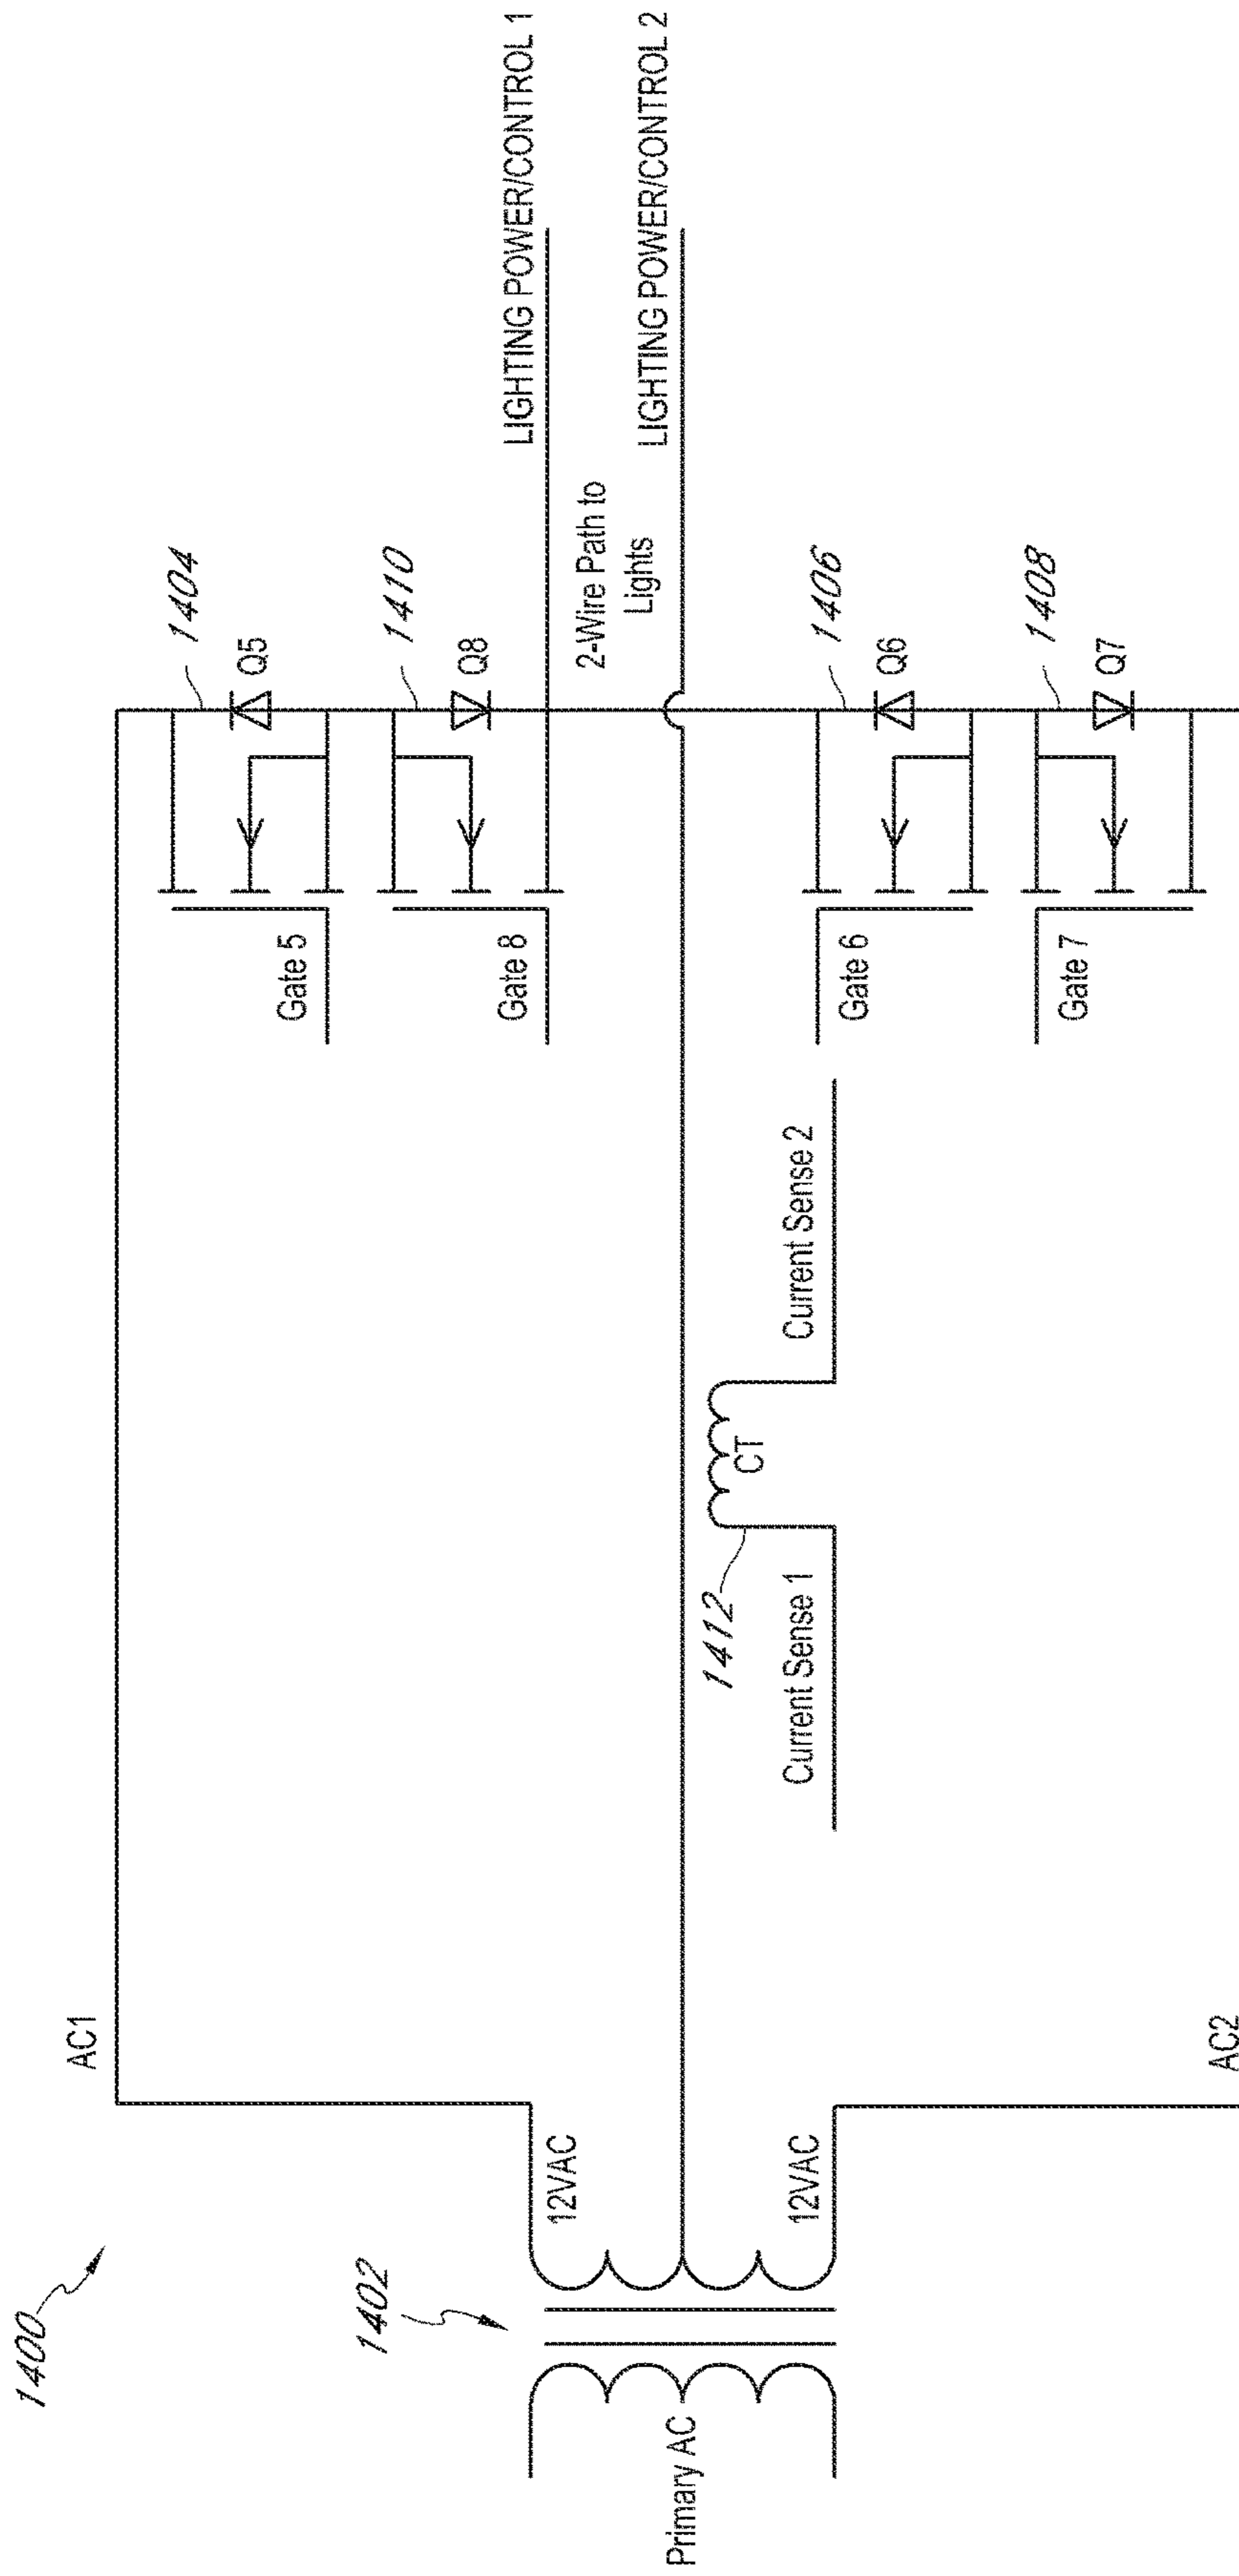 1400
AC1
1402
Primary AC
12VAC
12VAC
AC2
1412
CT
Current Sense 1
Current Sense 2
Gate 5
Gate 8
Gate 6
Gate 7
1404
Q5
1410
Q8
1406
Q6
1408
Q7
2-Wire Path to
Lights
LIGHTING POWER/CONTROL 1
LIGHTING POWER/CONTROL 2